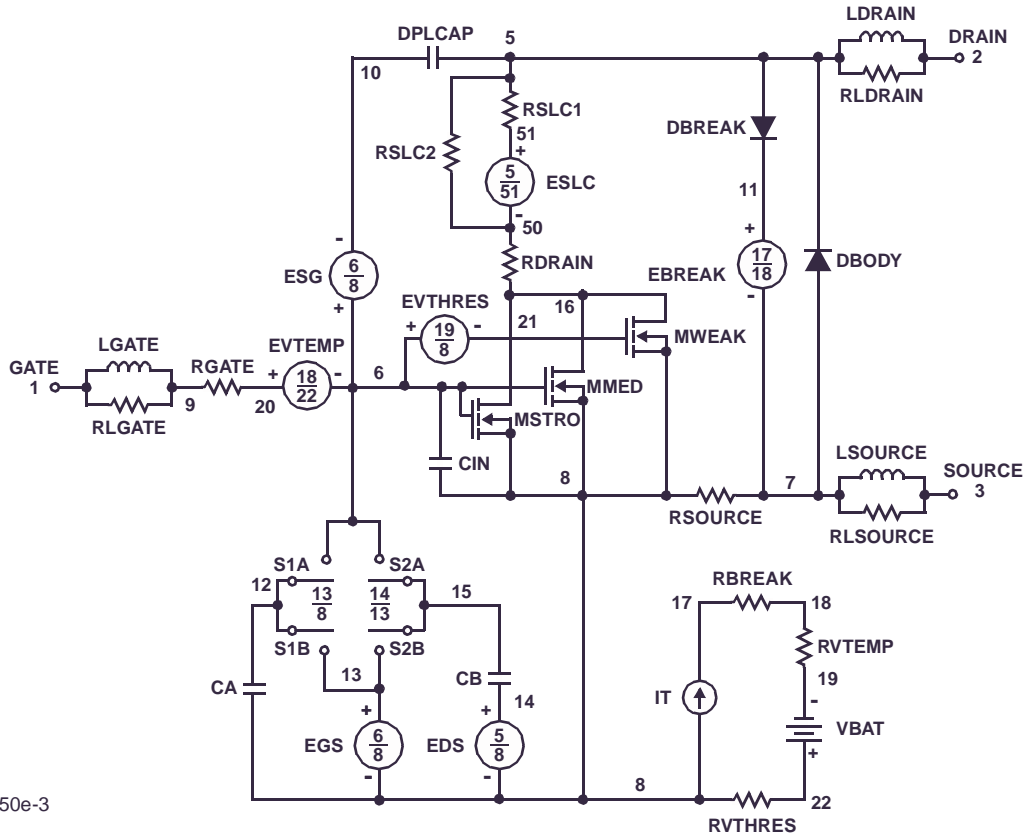 LDRAIN
DPLCAP
5
DRAIN
2
10
RLDRAIN
RSLC1
DBREAK
51
+
RSLC2
5
51
ESLC
11
-
50
-
+
6
8
ESG
RDRAIN
17
18
EBREAK
DBODY
+
-
EVTHRES
16
21
+
19
8
-
MWEAK
LGATE
EVTEMP
GATE
1
RGATE
+
18
22
-
6
MMED
9
20
RLGATE
MSTRO
LSOURCE
CIN
8
7
SOURCE
3
RSOURCE
RLSOURCE
S1A
S2A
12
13
8
14
13
15
RBREAK
17
18
S1B
S2B
RVTEMP
13
CB
19
CA
14
IT
-
+
+
VBAT
EGS
6
8
EDS
5
8
+
-
-
8
22
50e-3
RVTHRES